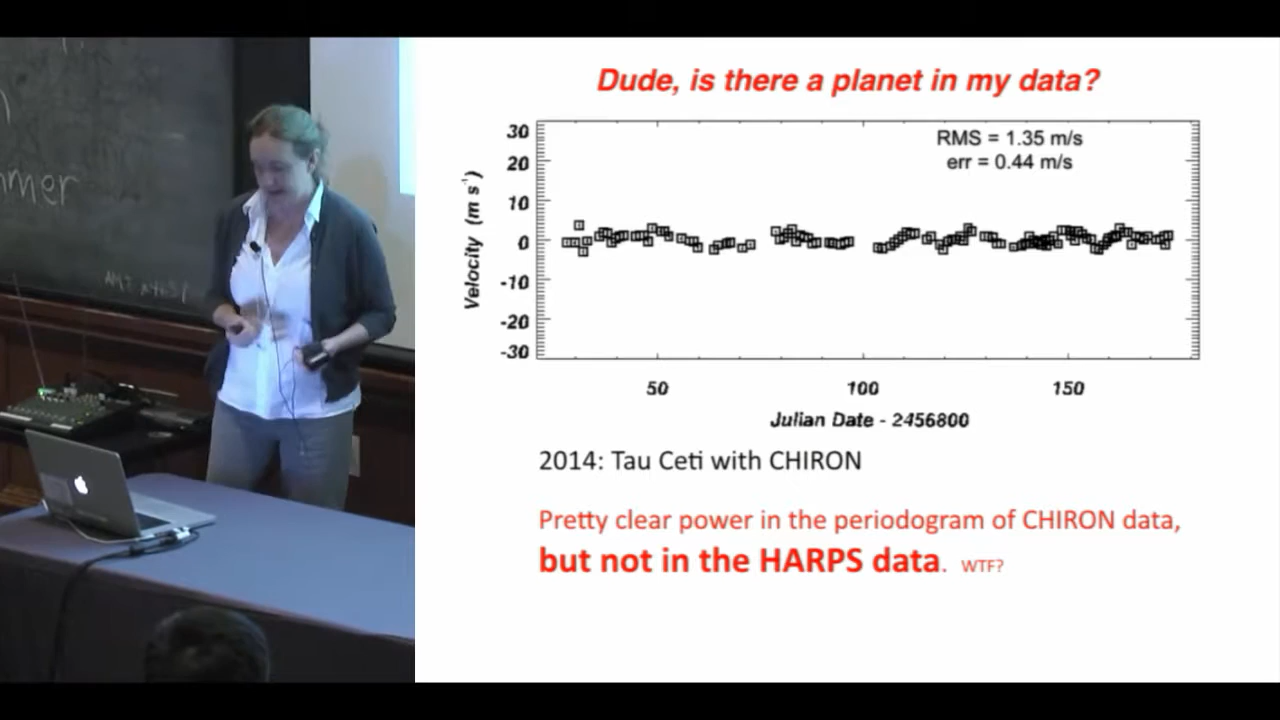 Dude, is there a planet in my data?
RMS = 1.35 m/s
err = 0.44 m/s
30
20
10
0
-10
-20
-30
Velocity (m s⁻¹)
50
100
150
Julian Date - 2456800
2014: Tau Ceti with CHIRON
Pretty clear power in the periodogram of CHIRON data,
but not in the HARPS data. WTF?